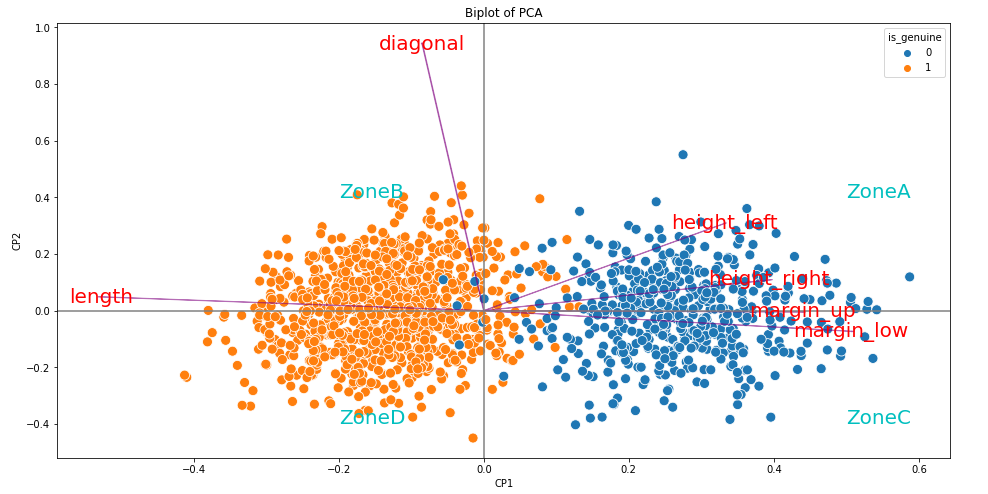 Biplot of PCA
is_genuine
0
1
1.0
0.8
0.6
0.4
0.2
0.0
−0.2
−0.4
CP2
diagonal
ZoneB
ZoneA
height_left
height_right
length
margin_up
margin_low
ZoneD
ZoneC
−0.4
−0.2
0.0
0.2
0.4
0.6
CP1